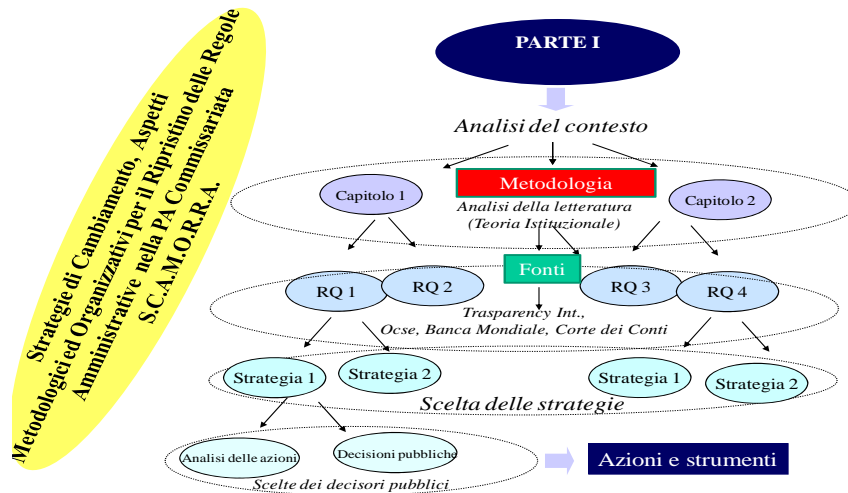 Strategie di Cambiamento, Aspetti
Metodologici ed Organizzativi per il Ripristino delle Regole
Amministrative nella PA Commissariata
S.C.AM.O.R.R.A.
PARTE I
Analisi del contesto
Metodologia
Capitolo 1
Analisi della letteratura
(Teoria Istituzionale)
Capitolo 2
Fonti
RQ 1
RQ 2
RQ 3
RQ 4
Trasparency Int.,
Ocse, Banca Mondiale, Corte dei Conti
Strategia 1
Strategia 2
Strategia 1
Strategia 2
Scelta delle strategie
Analisi delle azioni
Decisioni pubbliche
Scelte dei decisori pubblici
Azioni e strumenti